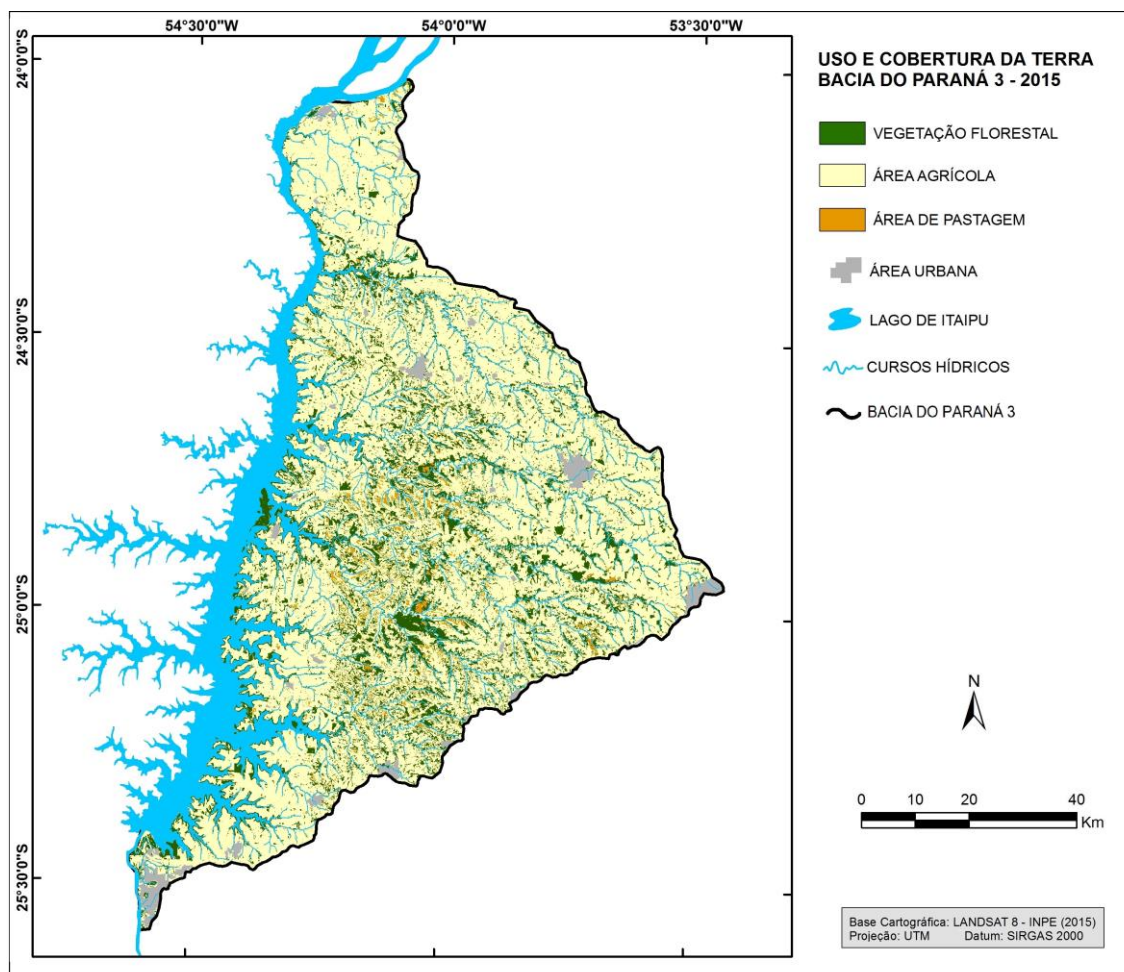 54°30'0"W
54°0'0"W
53°30'0"W
24°0'0"S
24°30'0"S
25°0'0"S
25°30'0"S
USO E COBERTURA DA TERRA
BACIA DO PARANÁ 3 - 2015
VEGETAÇÃO FLORESTAL
ÁREA AGRÍCOLA
ÁREA DE PASTAGEM
ÁREA URBANA
LAGO DE ITAIPU
CURSOS HÍDRICOS
BACIA DO PARANÁ 3
N
0 10 20 40
Km
Base Cartográfica: LANDSAT 8 - INPE (2015)
Projeção: UTM Datum: SIRGAS 2000